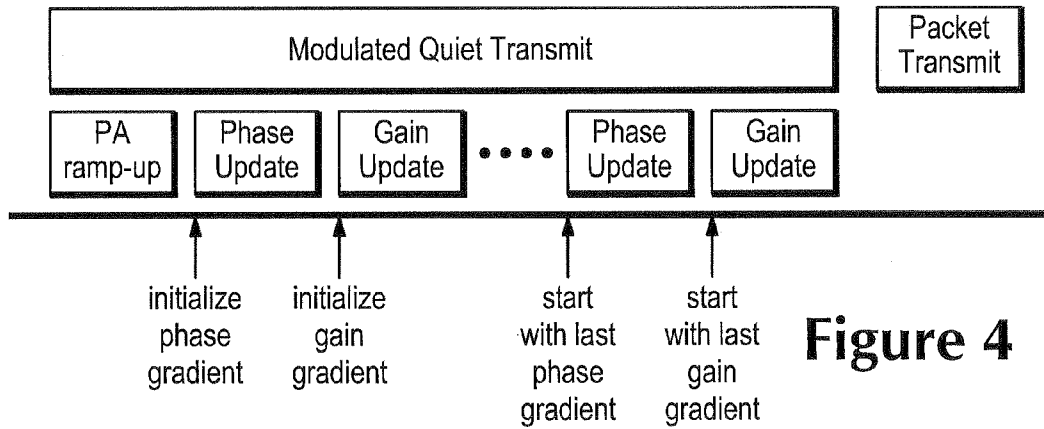 Modulated Quiet Transmit
Packet
Transmit
PA
ramp-up
Phase
Update
Gain
Update
Phase
Update
Gain
Update
initialize
phase
gradient
initialize
gain
gradient
start
with last
phase
gradient
start
with last
gain
gradient
Figure 4